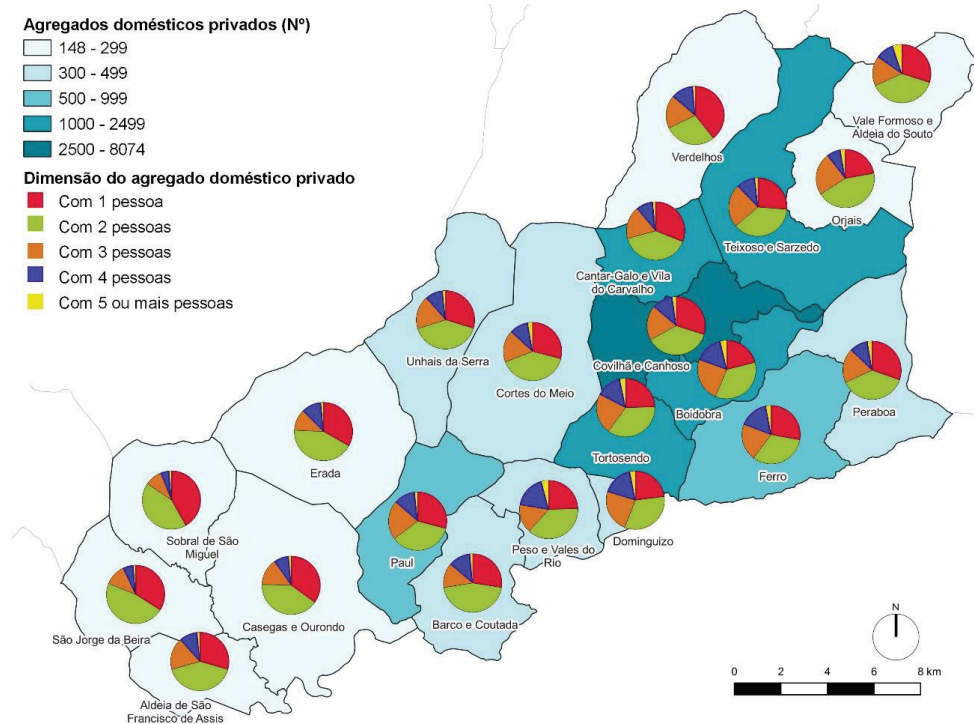 Agregados domésticos privados (Nº)
148 - 299
300 - 499
500 - 999
1000 - 2499
2500 - 8074
Dimensão do agregado doméstico privado
Com 1 pessoa
Com 2 pessoas
Com 3 pessoas
Com 4 pessoas
Com 5 ou mais pessoas
Vale Formoso e
Aldeia do Souto
Verdelhos
Orjais
Teixoso e Sarzedo
Cantar-Galo e Vila
do Carvalho
Unhais da Serra
Cortes do Meio
Covilhã e Canhoso
Boidobra
Peraboa
Erada
Tortosendo
Ferro
Sobral de São
Miguel
Paul
Peso e Vales do
Rio
Dominguizo
São Jorge da Beira
Casegas e Ourondo
Barco e Coutada
Aldeia de São
Francisco de Assis
N
0 2 4 6 8 km